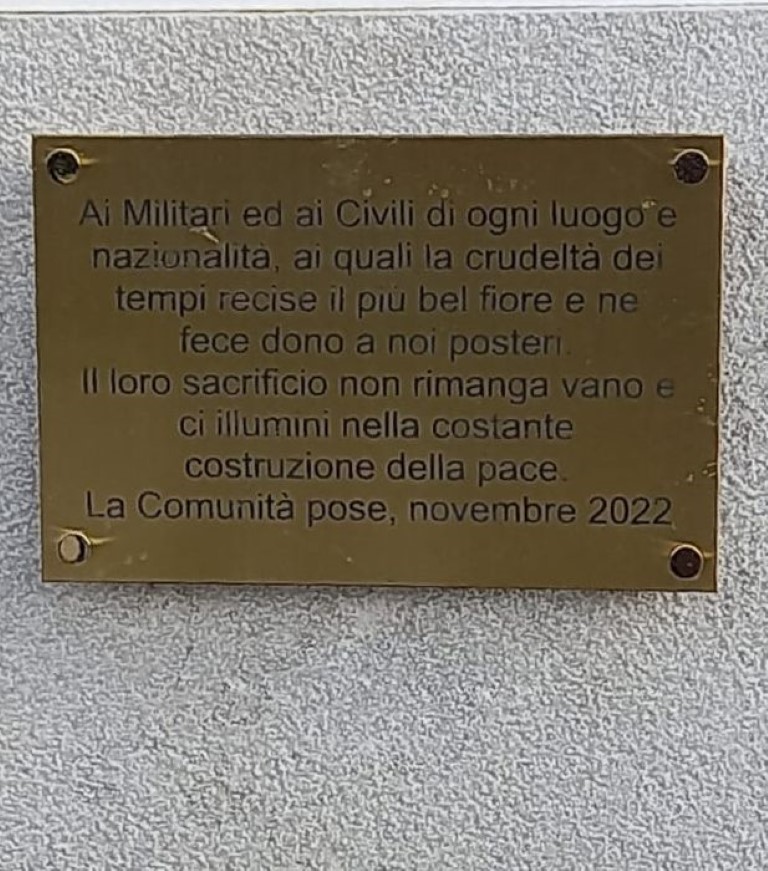 Ai Militari ed ai Civili di ogni luogo e
nazionalità, ai quali la crudeltà dei
tempi recise il più bel fiore e ne
fece dono a noi posteri.
Il loro sacrificio non rimanga vano e
ci illumini nella costante
costruzione della pace.
La Comunità pose, novembre 2022